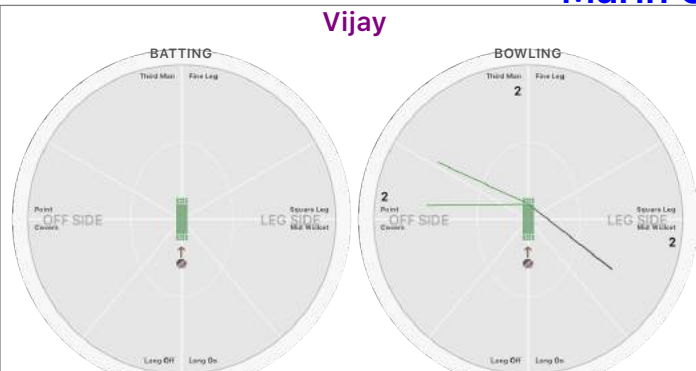 Vijay
BATTING
Third Man Fine Leg
Point
OFF SIDE
Covers
Square Leg
LEG SIDE
Mid Wicket
Long Off Long On
BOWLING
Third Man Fine Leg
2
2
Point
OFF SIDE
Covers
Square Leg
LEG SIDE
Mid Wicket
2
Long Off Long On